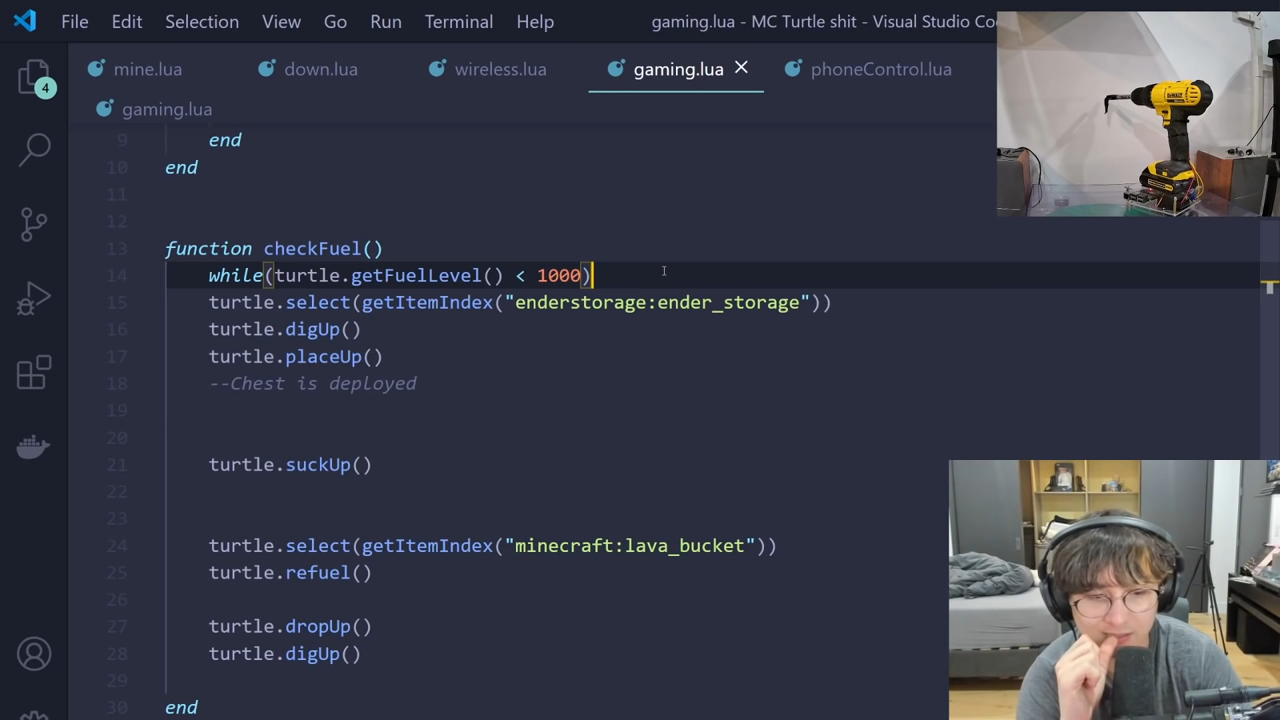 File Edit Selection View Go Run Terminal Help gaming.lua - MC Turtle shit - Visual Studio
mine.lua down.lua wireless.lua gaming.lua phoneControl.lua
4
gaming.lua
9 end
10 end
11
12
13 function checkFuel()
14 while(turtle.getFuelLevel() < 1000)
15 turtle.select(getItemIndex("enderstorage:ender_storage"))
16 turtle.digUp()
17 turtle.placeUp()
18 --Chest is deployed
19
20
21 turtle.suckUp()
22
23
24 turtle.select(getItemIndex("minecraft:lava_bucket"))
25 turtle.refuel()
26
27 turtle.dropUp()
28 turtle.digUp()
29
30 end
DEWALT